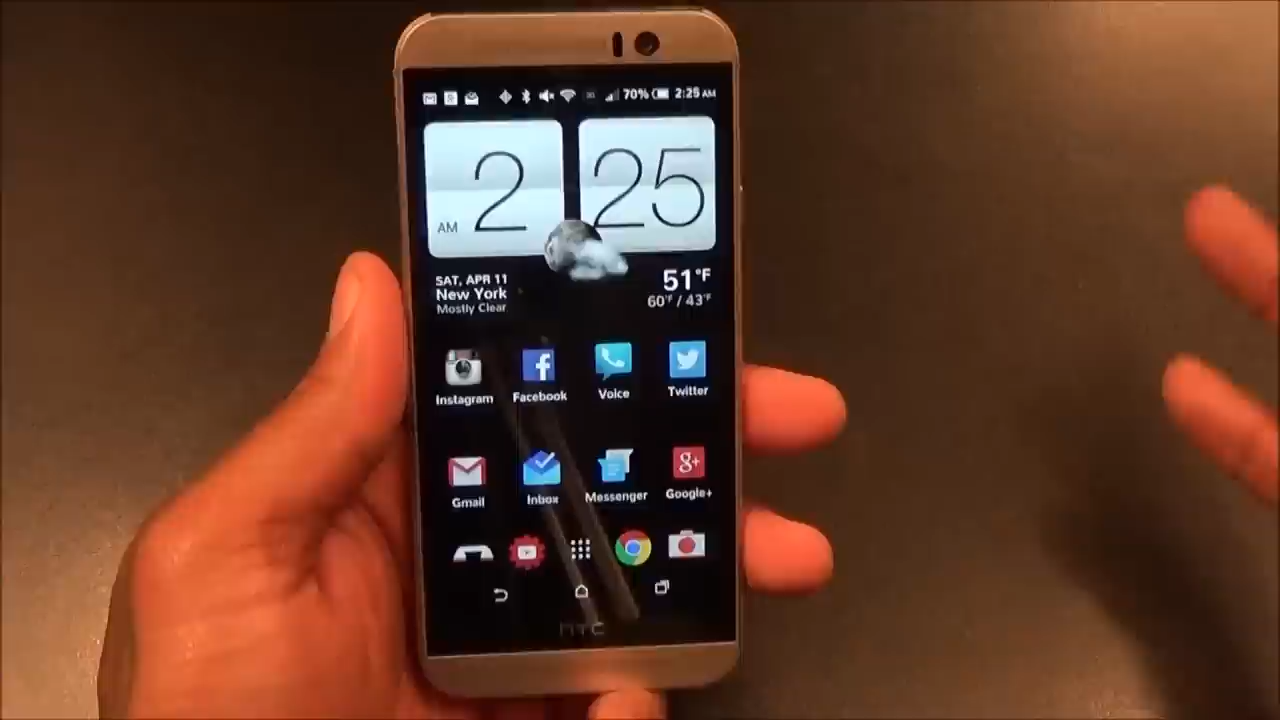 70% 2:25 AM
AM 2 25
SAT, APR 11
New York
Mostly Clear
51°F
60°F / 43°F
Instagram Facebook Voice Twitter
Gmail Inbox Messenger Google+
hTC